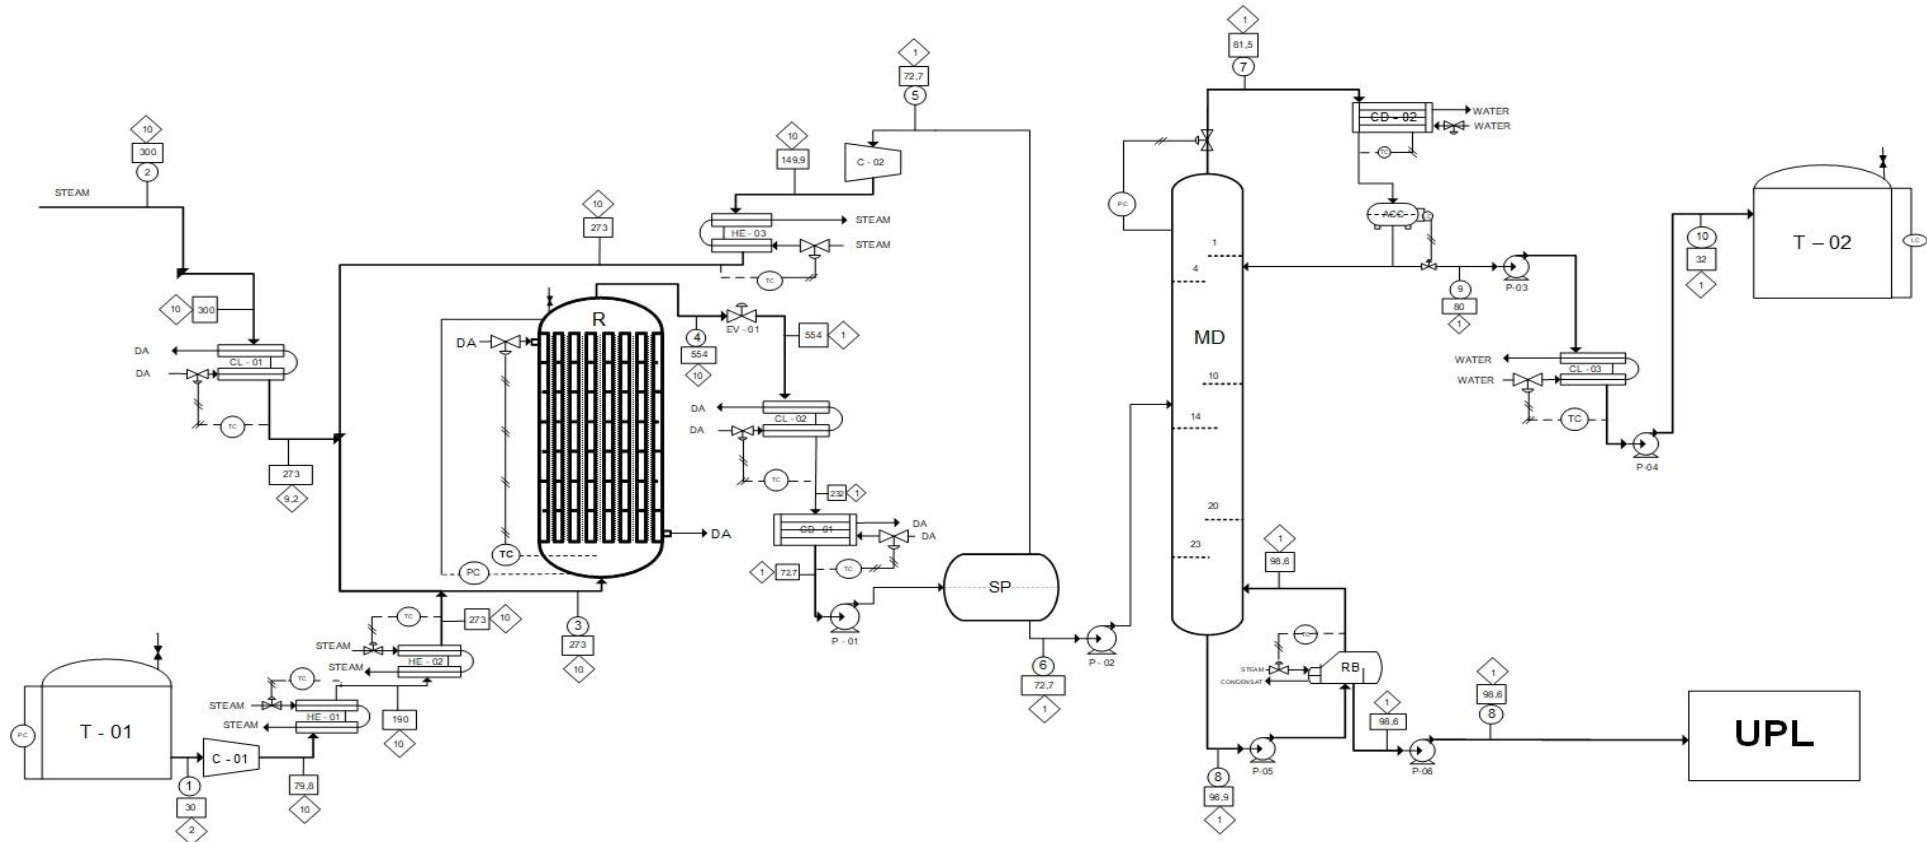 STEAM
10
300
2
10
300
DA
CL - 01
DA
TC
273
9,2
T - 01
PC
1
30
2
C - 01
79,8
10
STEAM
HE - 01
STEAM
TC
190
10
STEAM
HE - 02
STEAM
TC
273
10
3
273
10
10
273
R
DA
TC
PC
DA
4
554
10
EV - 01
554
1
DA
CL - 02
DA
TC
232
1
CD - 01
DA
DA
TC
1
72,7
P - 01
SP
10
149,9
C - 02
HE - 03
STEAM
STEAM
TC
1
72,7
5
6
72,7
1
P - 02
1
81,5
7
PC
MD
1
4
10
14
20
23
CD - 02
WATER
WATER
TC
ACC
9
80
1
P-03
WATER
CL - 03
WATER
TC
P-04
10
32
1
T – 02
LC
1
98,6
STEAM
CONDENSAT
TC
RB
8
98,9
1
P-05
1
98,6
P-06
1
98,6
8
UPL